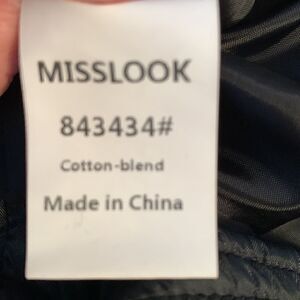 MISSLOOK
843434#
Cotton-blend
Made in China